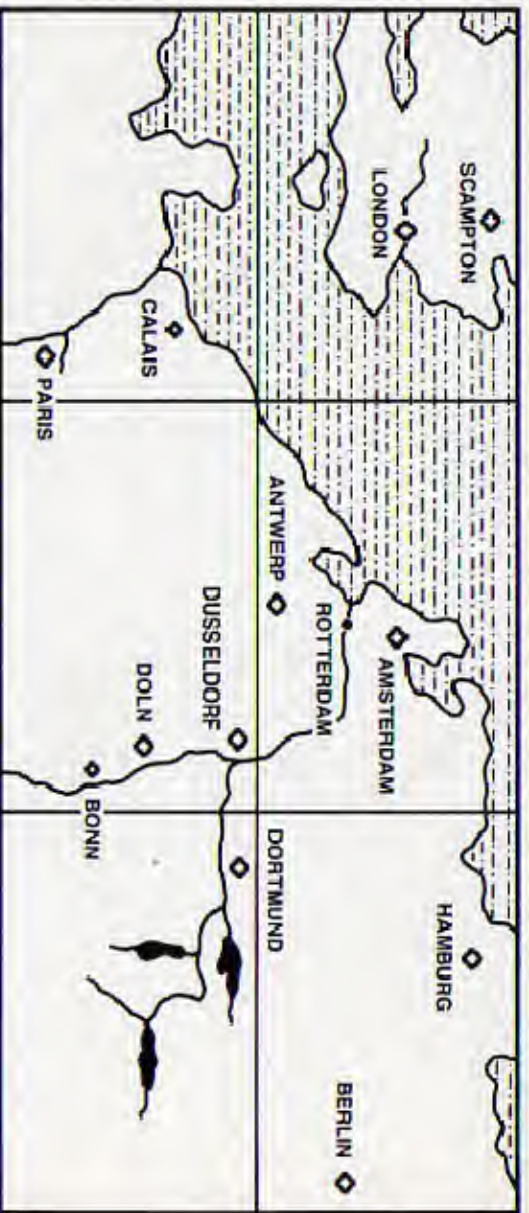 SCAMPTON
LONDON
CALAIS
PARIS
ANTWERP
ROTTERDAM
AMSTERDAM
DUSSELDORF
DOLN
BONN
DORTMUND
HAMBURG
BERLIN